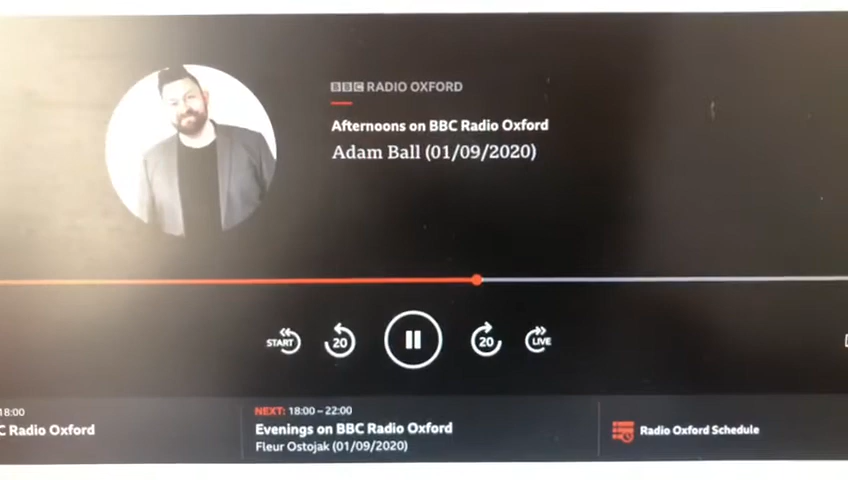 BBC RADIO OXFORD
Afternoons on BBC Radio Oxford
Adam Ball (01/09/2020)
START
20
20
LIVE
18:00
C Radio Oxford
NEXT: 18:00 – 22:00
Evenings on BBC Radio Oxford
Fleur Ostojak (01/09/2020)
Radio Oxford Schedule